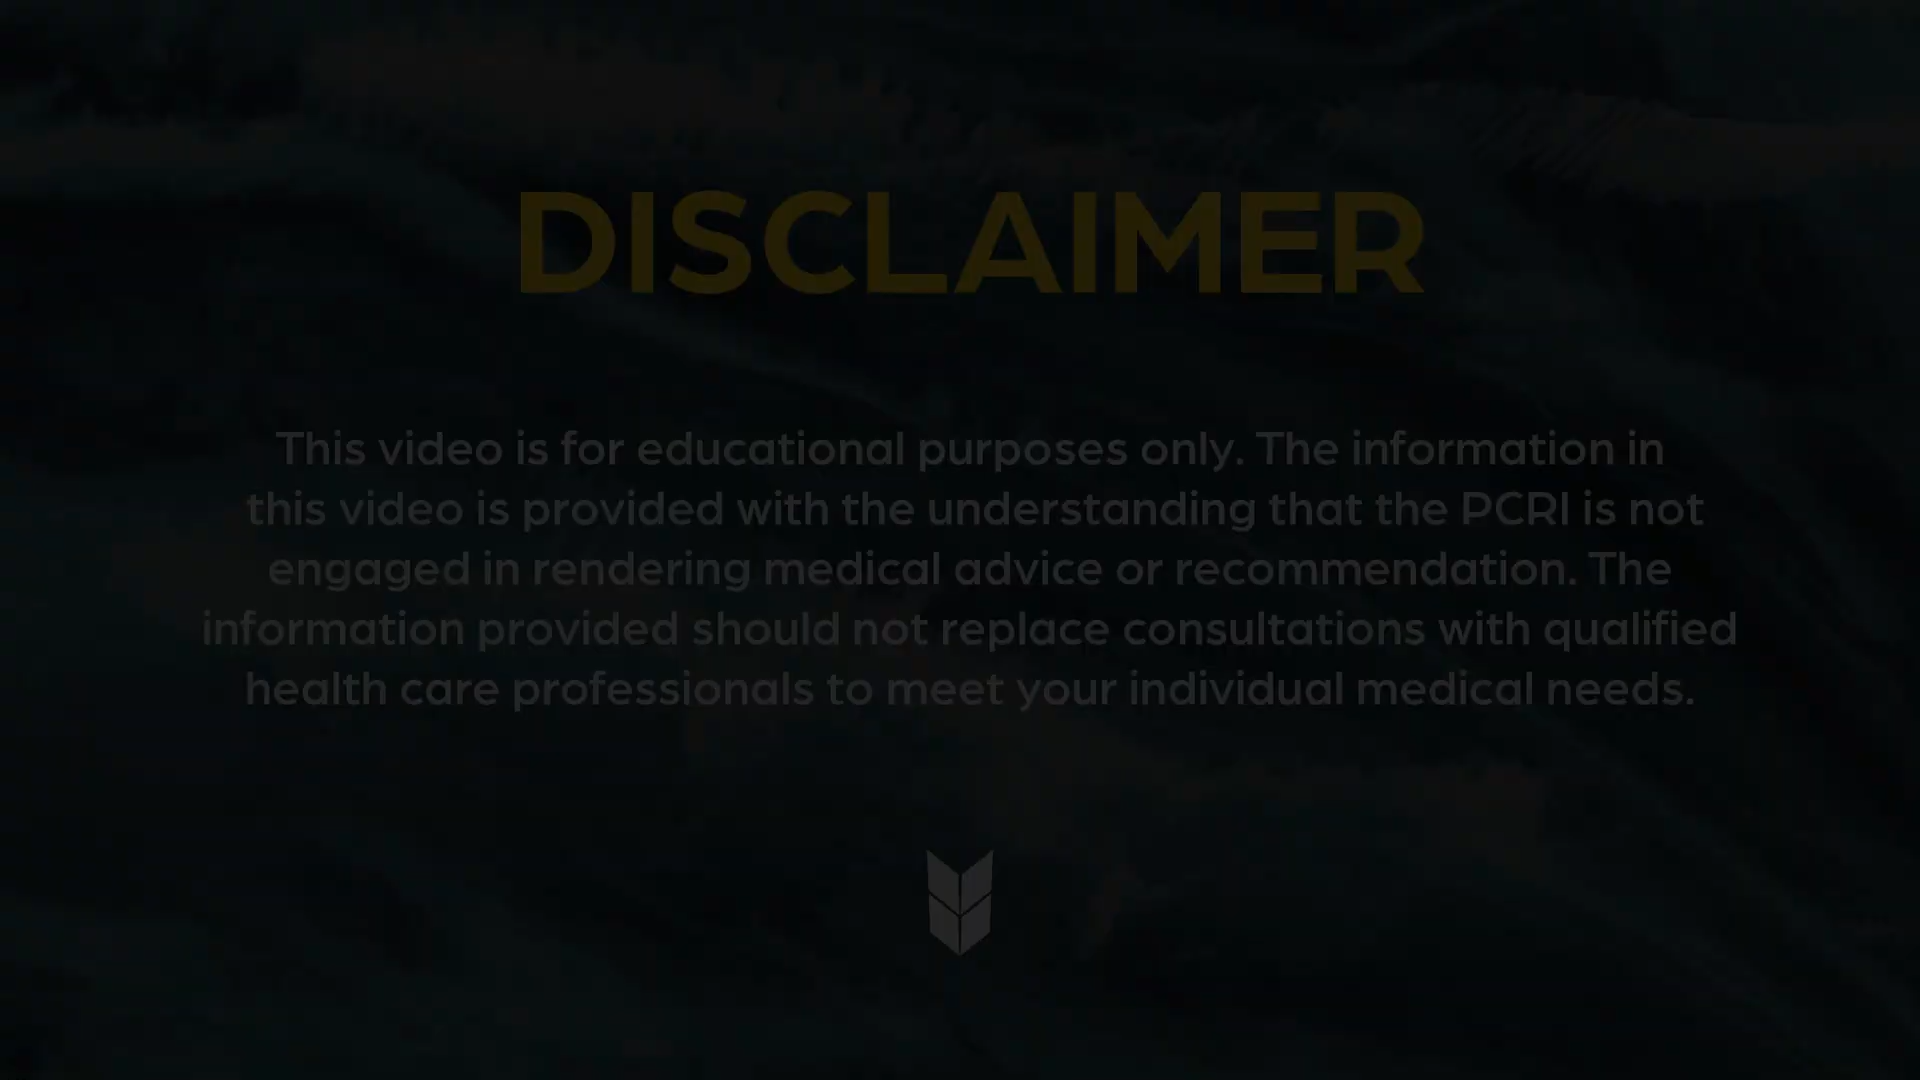 DISCLAIMER
This video is for educational purposes only. The information in
this video is provided with the understanding that the PCRI is not
engaged in rendering medical advice or recommendation. The
information provided should not replace consultations with qualified
health care professionals to meet your individual medical needs.